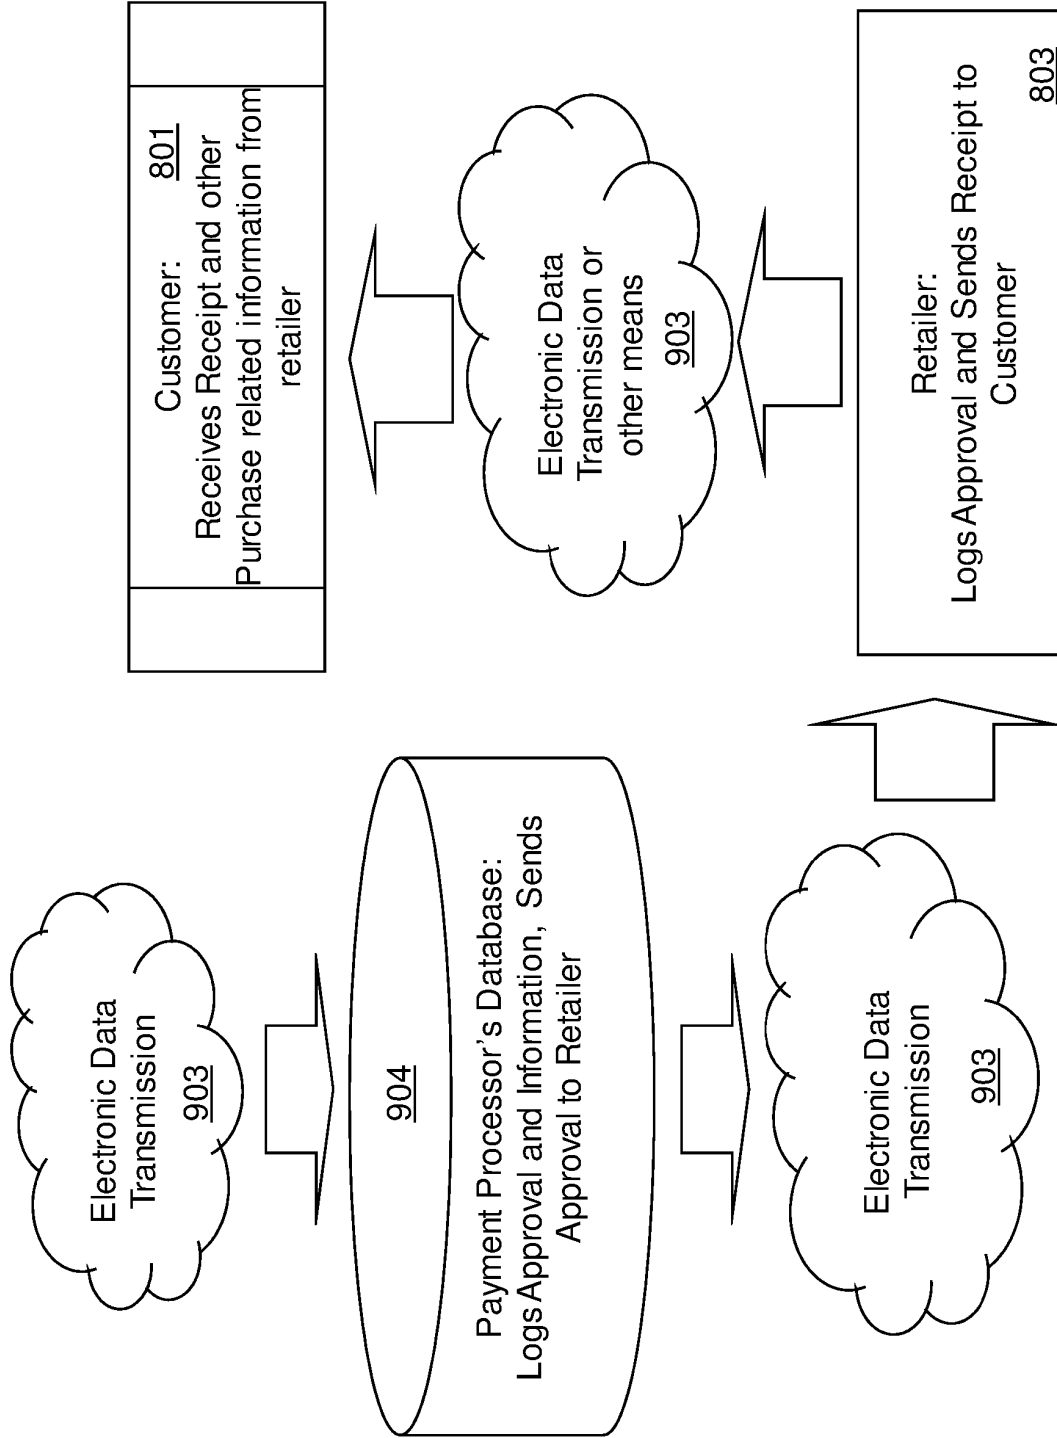 Electronic Data
Transmission
903
904
Payment Processor's Database:
Logs Approval and Information, Sends
Approval to Retailer
Electronic Data
Transmission
903
Customer: 801
Receives Receipt and other
Purchase related information from
retailer
Electronic Data
Transmission or
other means
903
Retailer:
Logs Approval and Sends Receipt to
Customer
803